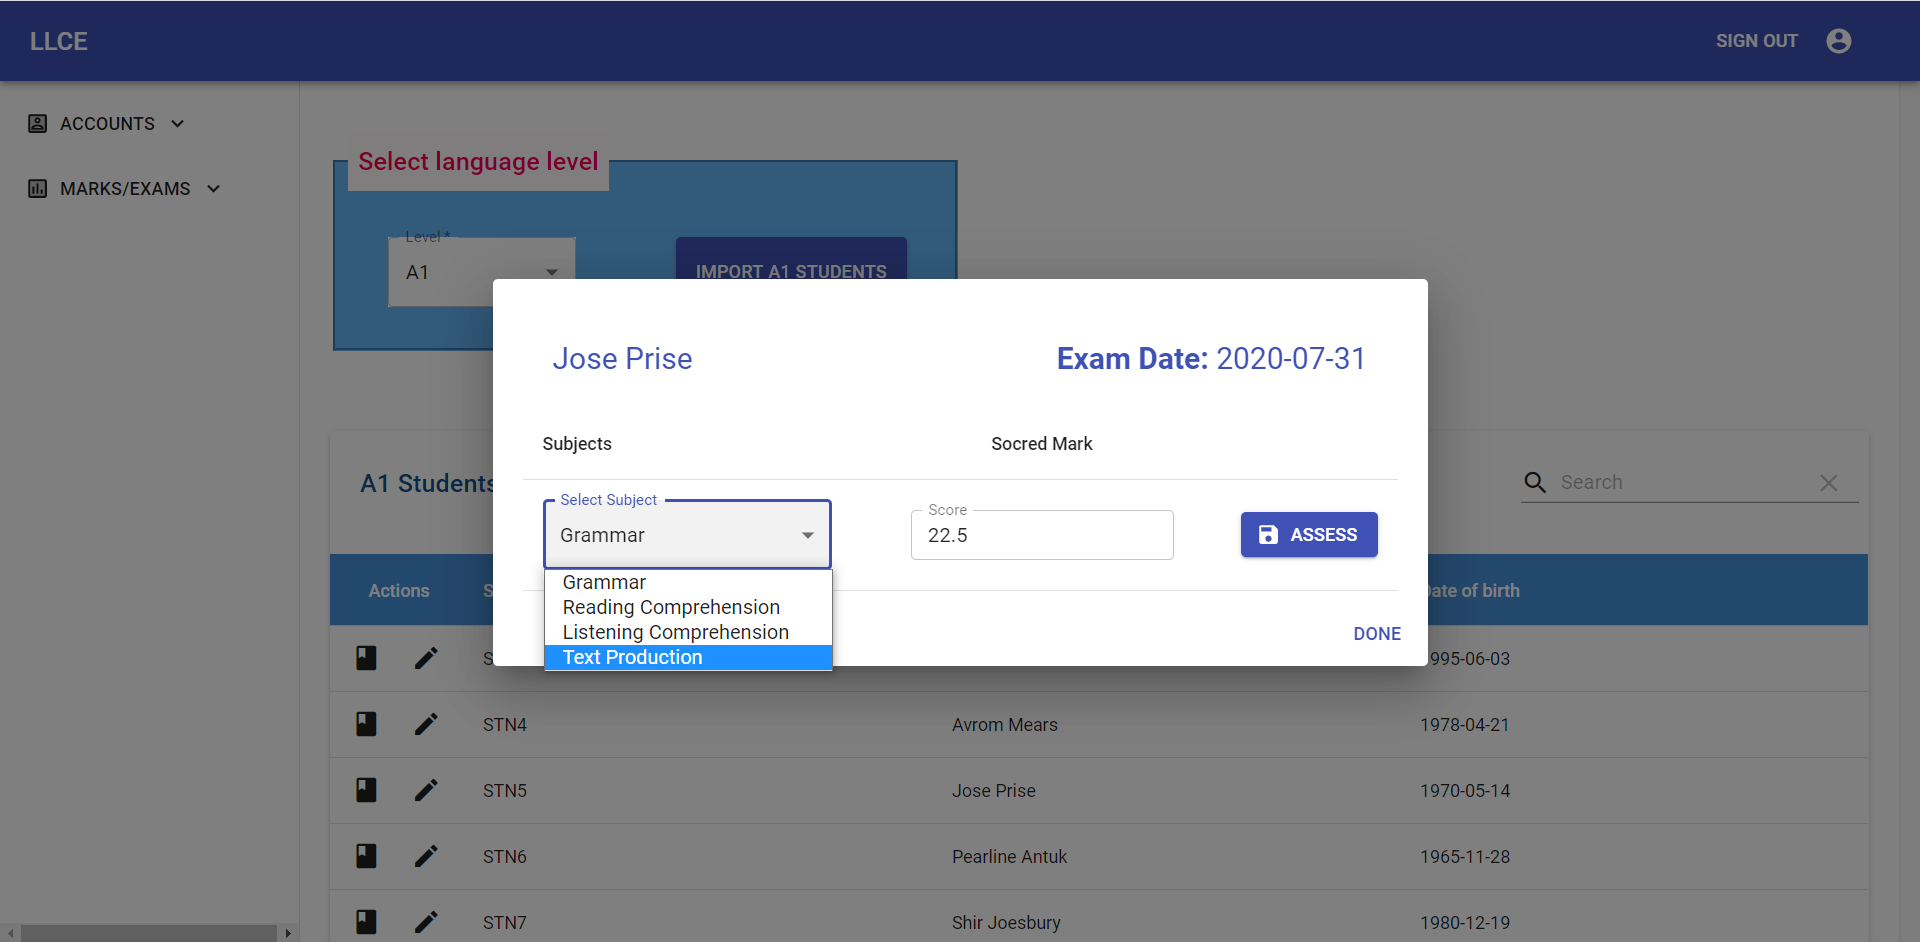 LLCE
SIGN OUT
ACCOUNTS
MARKS/EXAMS
Select language level
Level *
A1
IMPORT A1 STUDENTS
Jose Prise
Exam Date: 2020-07-31
Subjects
Socred Mark
A1 Students
Search
Select Subject
Grammar
Score
22.5
ASSESS
Grammar
Reading Comprehension
Listening Comprehension
Text Production
DONE
Actions S ate of birth
S 995-06-03
STN4 Avrom Mears 1978-04-21
STN5 Jose Prise 1970-05-14
STN6 Pearline Antuk 1965-11-28
STN7 Shir Joesbury 1980-12-19